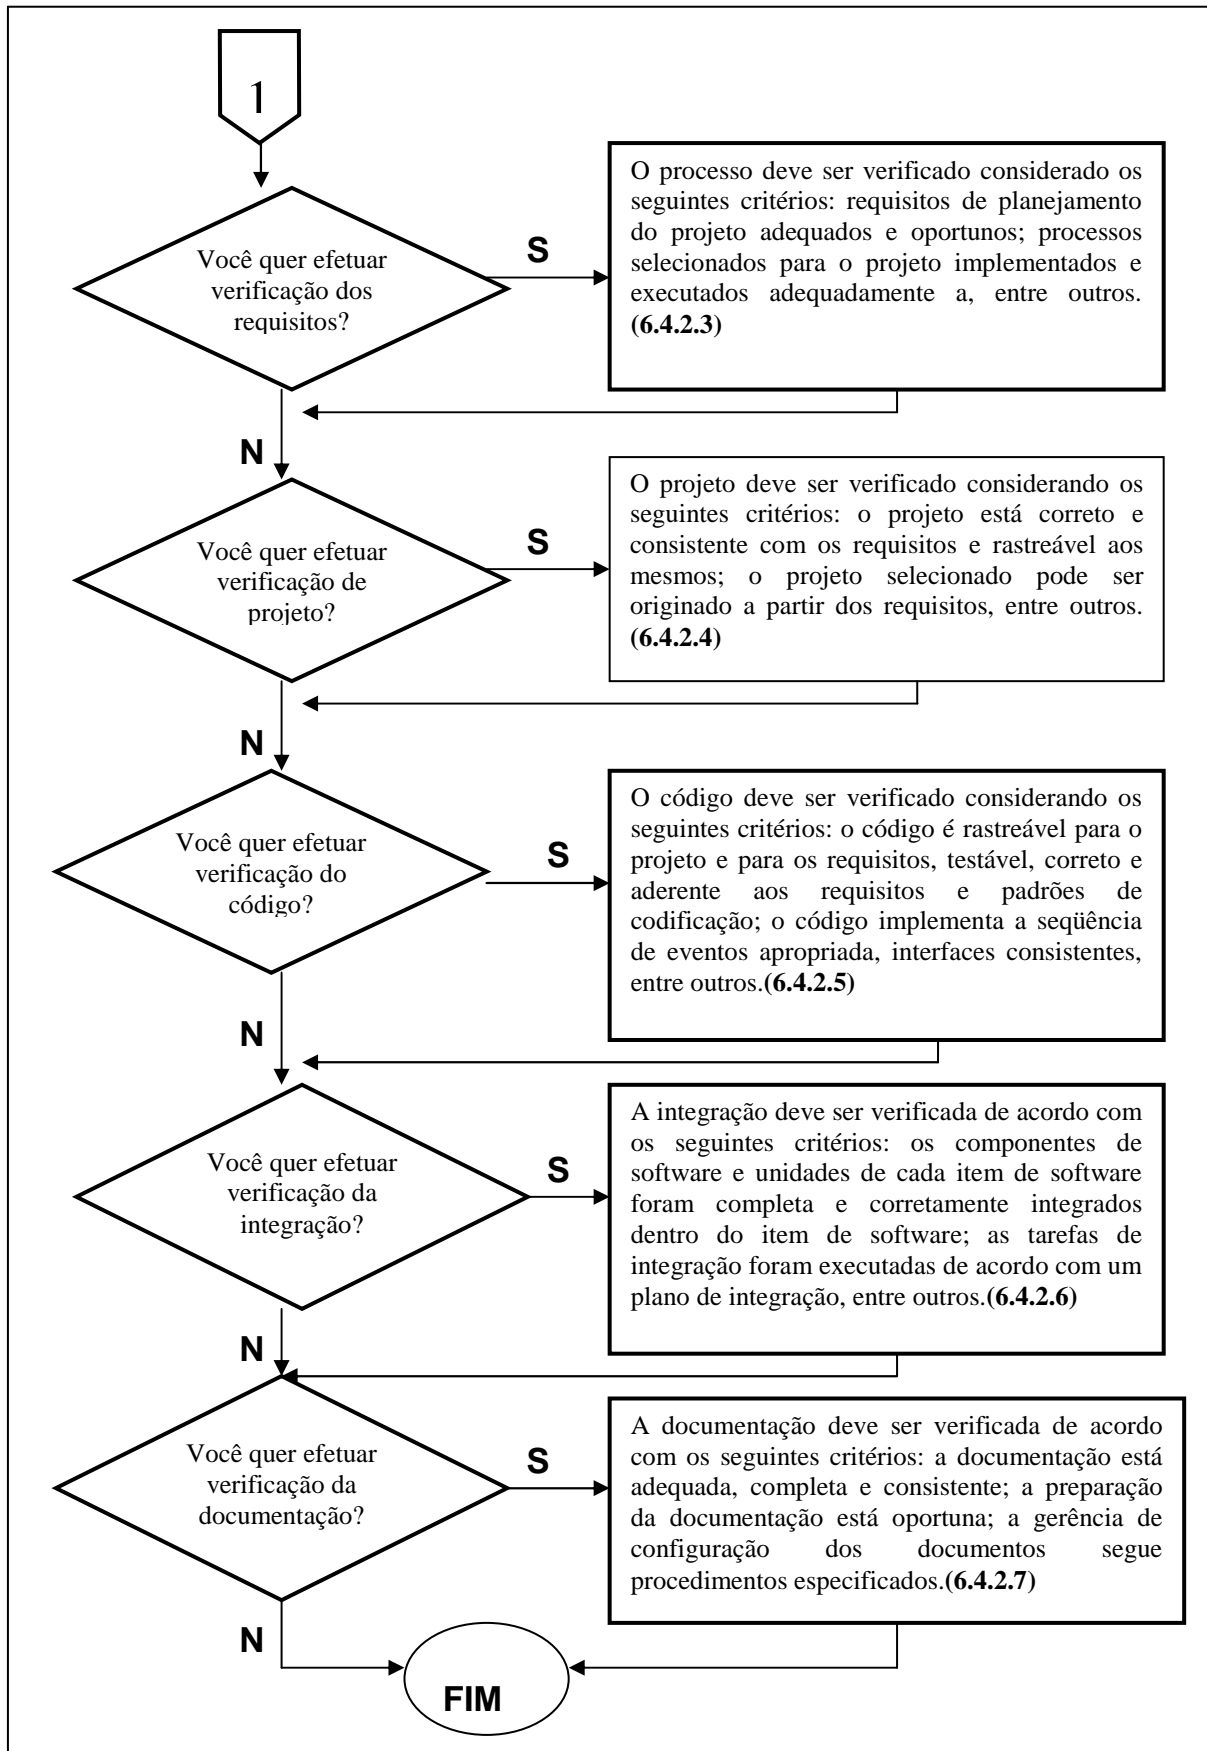 1
Você quer efetuar
verificação dos
requisitos?
S
O processo deve ser verificado considerado os
seguintes critérios: requisitos de planejamento
do projeto adequados e oportunos; processos
selecionados para o projeto implementados e
executados adequadamente a, entre outros.
(6.4.2.3)
N
Você quer efetuar
verificação de
projeto?
S
O projeto deve ser verificado considerando os
seguintes critérios: o projeto está correto e
consistente com os requisitos e rastreável aos
mesmos; o projeto selecionado pode ser
originado a partir dos requisitos, entre outros.
(6.4.2.4)
N
Você quer efetuar
verificação do
código?
S
O código deve ser verificado considerando os
seguintes critérios: o código é rastreável para o
projeto e para os requisitos, testável, correto e
aderente aos requisitos e padrões de
codificação; o código implementa a seqüência
de eventos apropriada, interfaces consistentes,
entre outros.(6.4.2.5)
N
Você quer efetuar
verificação da
integração?
S
A integração deve ser verificada de acordo com
os seguintes critérios: os componentes de
software e unidades de cada item de software
foram completa e corretamente integrados
dentro do item de software; as tarefas de
integração foram executadas de acordo com um
plano de integração, entre outros.(6.4.2.6)
N
Você quer efetuar
verificação da
documentação?
S
A documentação deve ser verificada de acordo
com os seguintes critérios: a documentação está
adequada, completa e consistente; a preparação
da documentação está oportuna; a gerência de
configuração dos documentos segue
procedimentos especificados.(6.4.2.7)
N
FIM